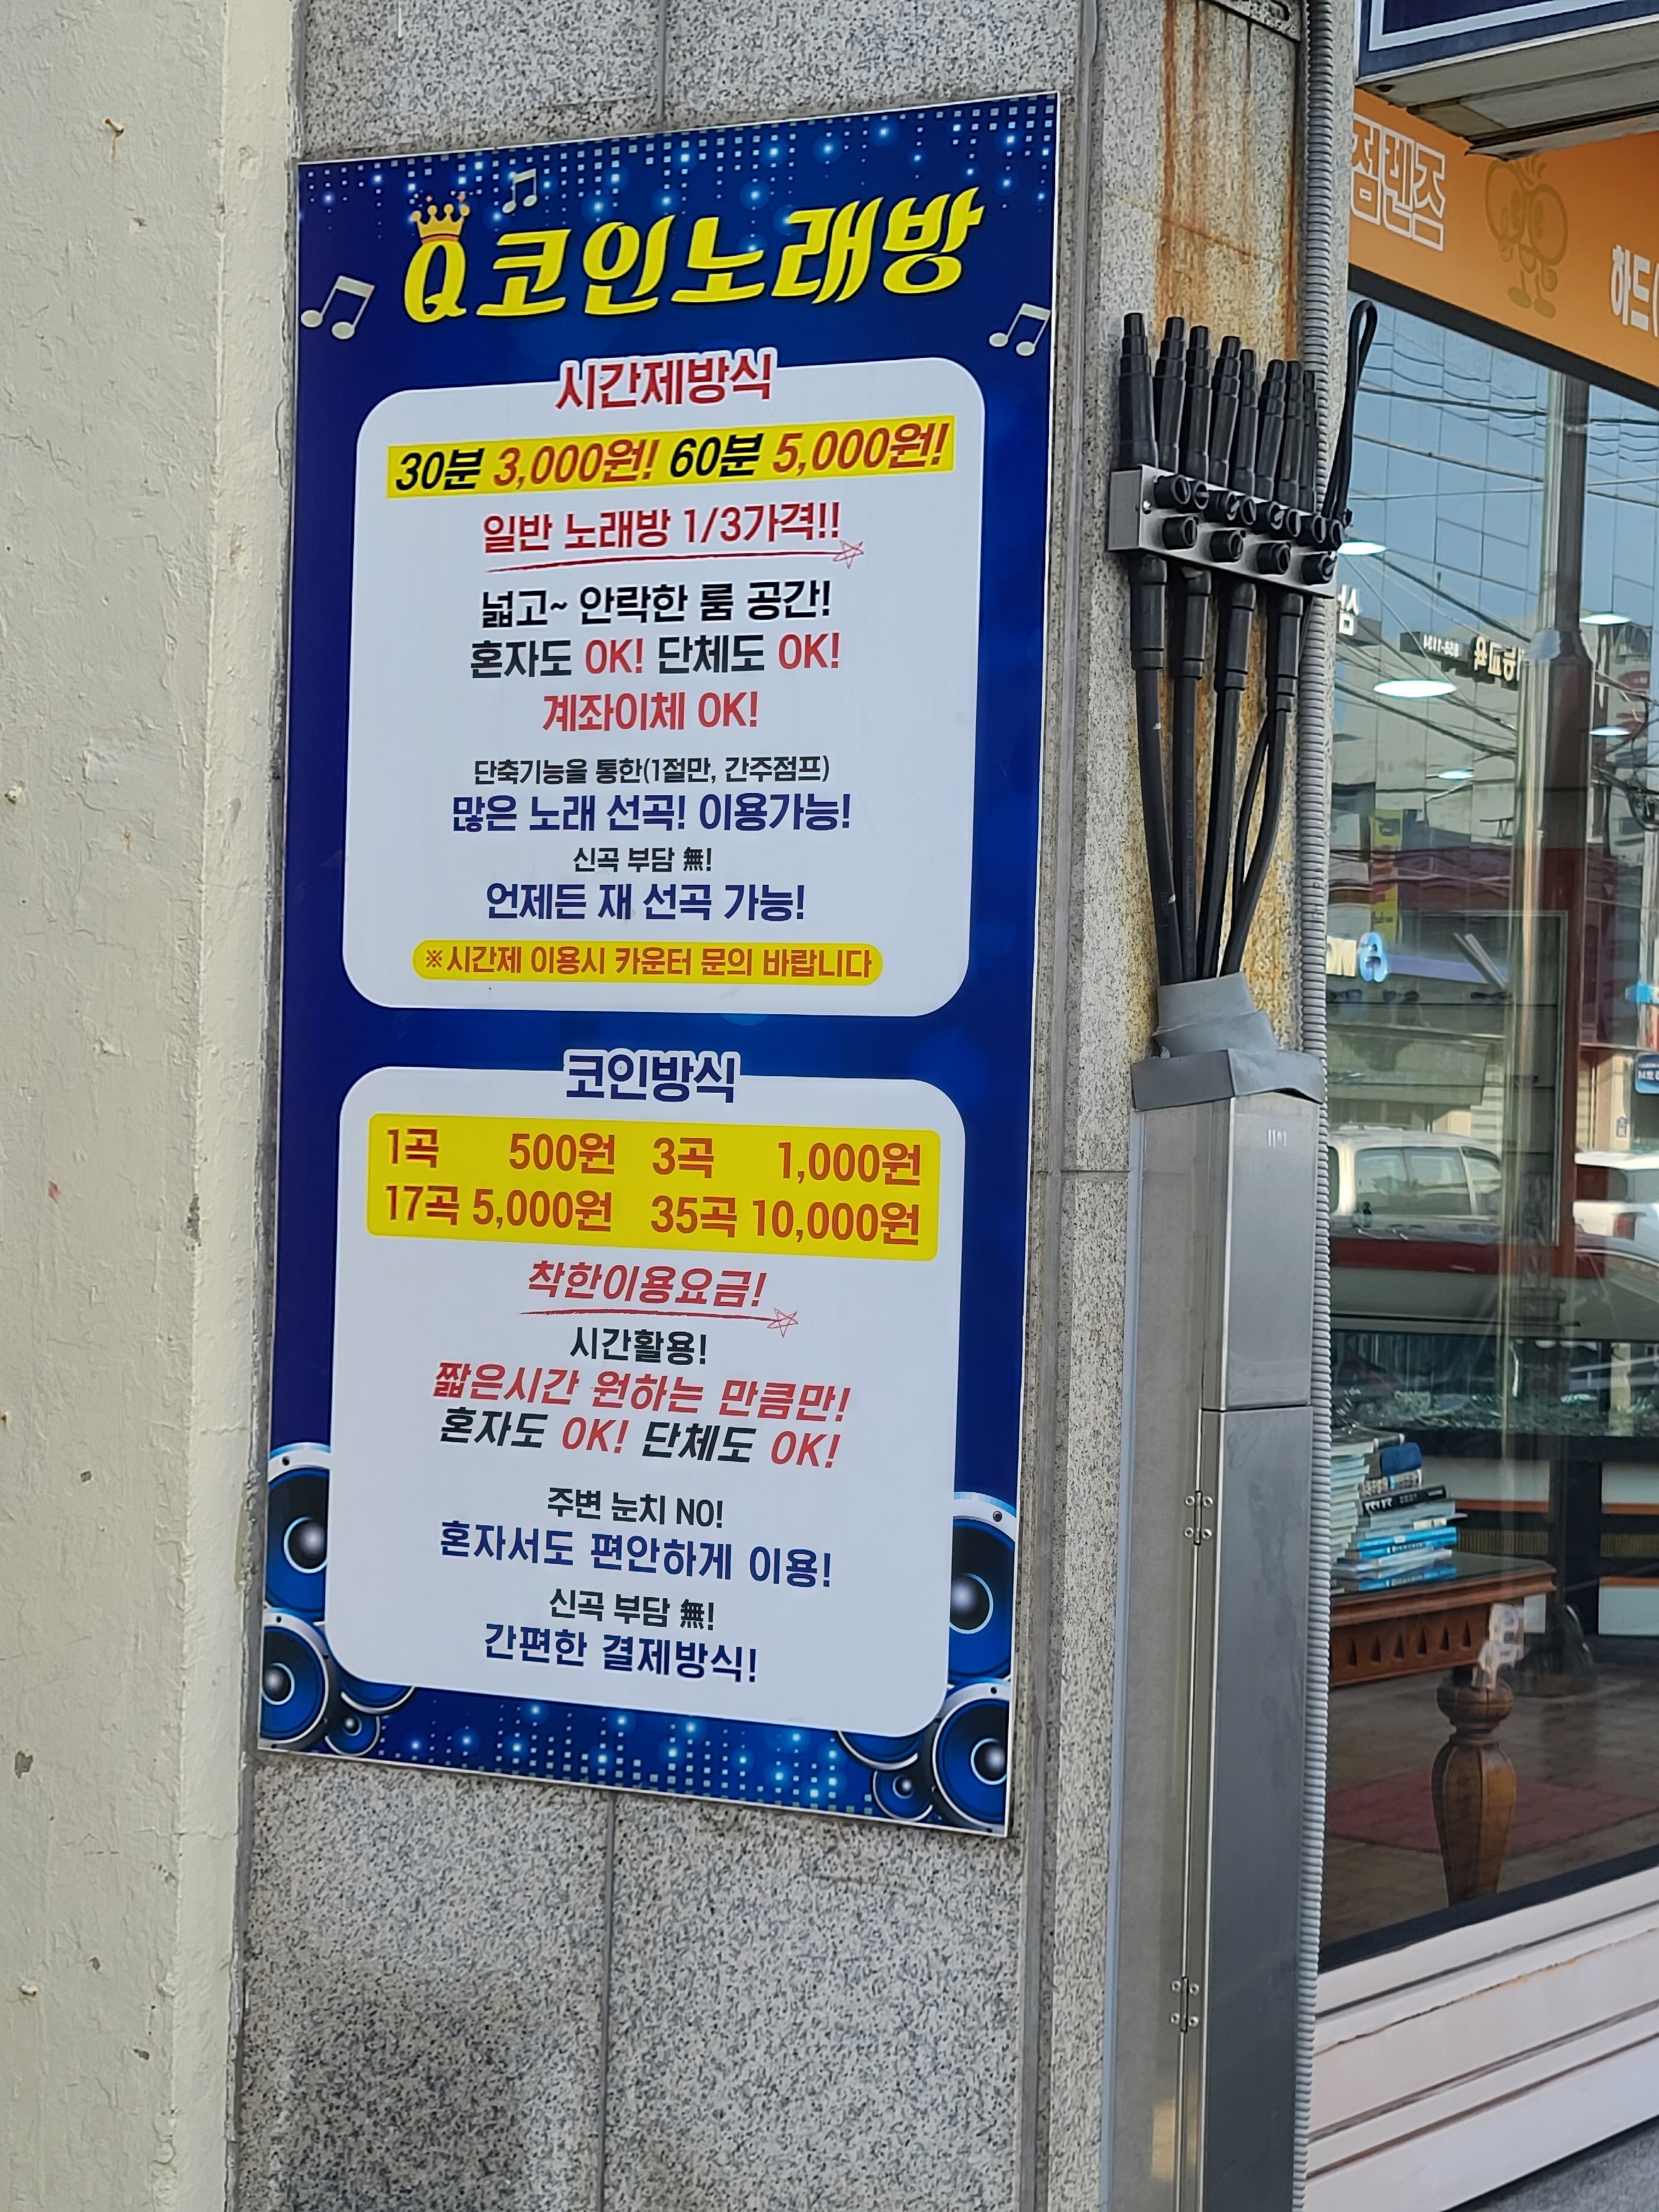 Q 코인노래방
시간제방식
30분 3,000원! 60분 5,000원!
일반 노래방 1/3가격!!
넓고~ 안락한 룸 공간!
혼자도 OK! 단체도 OK!
계좌이체 OK!
단축기능을 통한(1절만, 간주점프)
많은 노래 선곡! 이용가능!
신곡 부담 無!
언제든 재 선곡 가능!
※시간제 이용시 카운터 문의 바랍니다
코인방식
1곡 500원 3곡 1,000원
17곡 5,000원 35곡 10,000원
착한이용요금!
시간활용!
짧은시간 원하는 만큼만!
혼자도 OK! 단체도 OK!
주변 눈치 NO!
혼자서도 편안하게 이용!
신곡 부담 無!
간편한 결제방식!
점렌즈
하드(